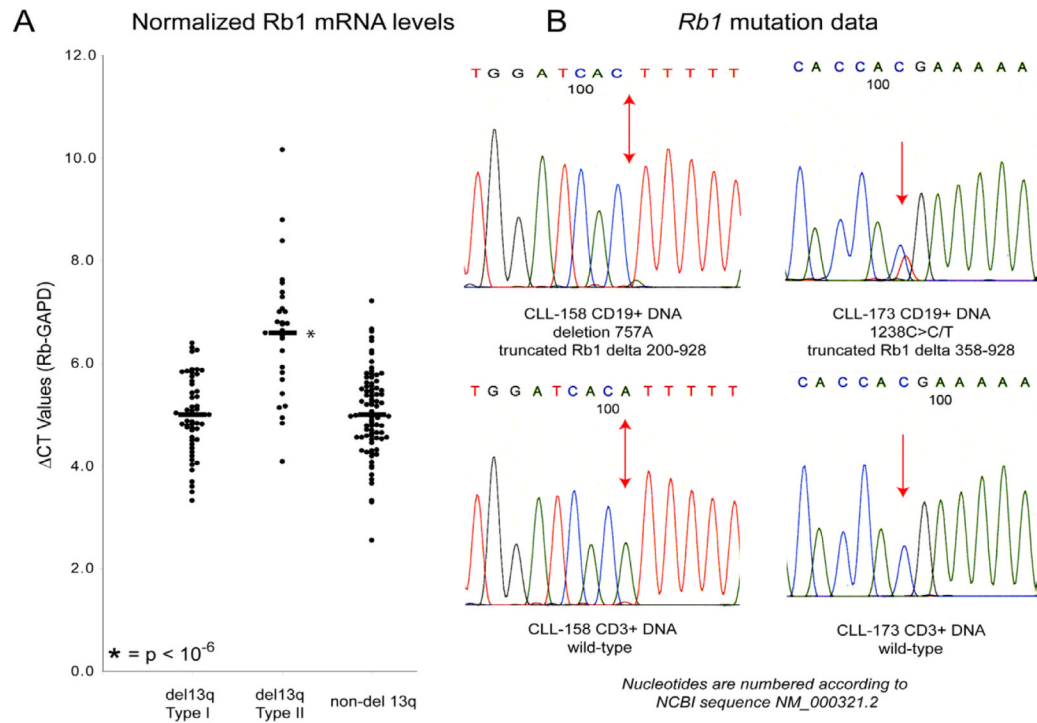 A Normalized Rb1 mRNA levels
12.0
10.0
8.0
6.0
4.0
2.0
0.0
ΔCT Values (Rb-GAPD)
*
* = p < 10-6
del13q
Type I
del13q
Type II
non-del 13q
B Rb1 mutation data
T G G A T C A C T T T T T
100
CLL-158 CD19+ DNA
deletion 757A
truncated Rb1 delta 200-928
C A C C A C G A A A A A
100
CLL-173 CD19+ DNA
1238C>C/T
truncated Rb1 delta 358-928
T G G A T C A C A T T T T T
100
CLL-158 CD3+ DNA
wild-type
C A C C A C G A A A A A
100
CLL-173 CD3+ DNA
wild-type
Nucleotides are numbered according to
NCBI sequence NM_000321.2